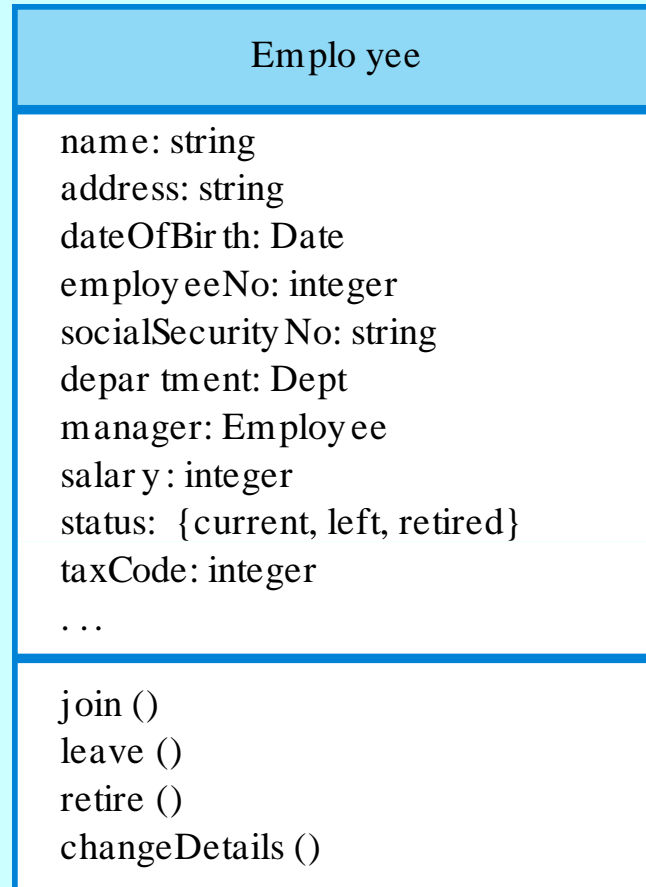 Employee
name: string
address: string
dateOfBirth: Date
employeeNo: integer
socialSecurityNo: string
department: Dept
manager: Employee
salary: integer
status: {current, left, retired}
taxCode: integer
. . .
join ()
leave ()
retire ()
changeDetails ()